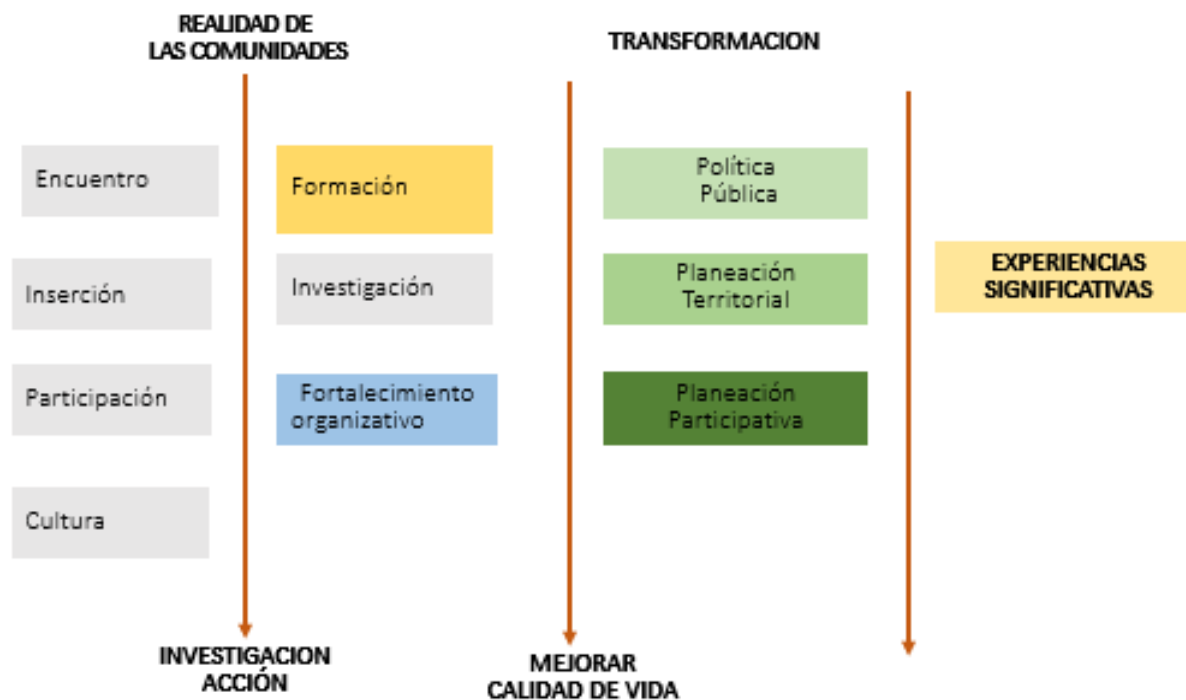 REALIDAD DE
LAS COMUNIDADES
TRANSFORMACION
Encuentro
Inserción
Participación
Cultura
Formación
Investigación
Fortalecimiento
organizativo
Política
Pública
Planeación
Territorial
Planeación
Participativa
EXPERIENCIAS
SIGNIFICATIVAS
INVESTIGACION
ACCIÓN
MEJORAR
CALIDAD DE VIDA